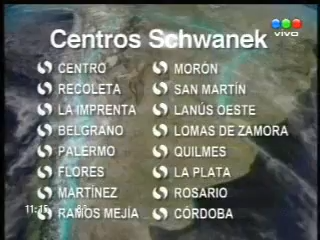 vivo
Centros Schwanek
CENTRO
RECOLETA
LA IMPRENTA
BELGRANO
PALERMO
FLORES
MARTÍNEZ
RAMOS MEJÍA
MORÓN
SAN MARTÍN
LANÚS OESTE
LOMAS DE ZAMORA
QUILMES
LA PLATA
ROSARIO
CÓRDOBA